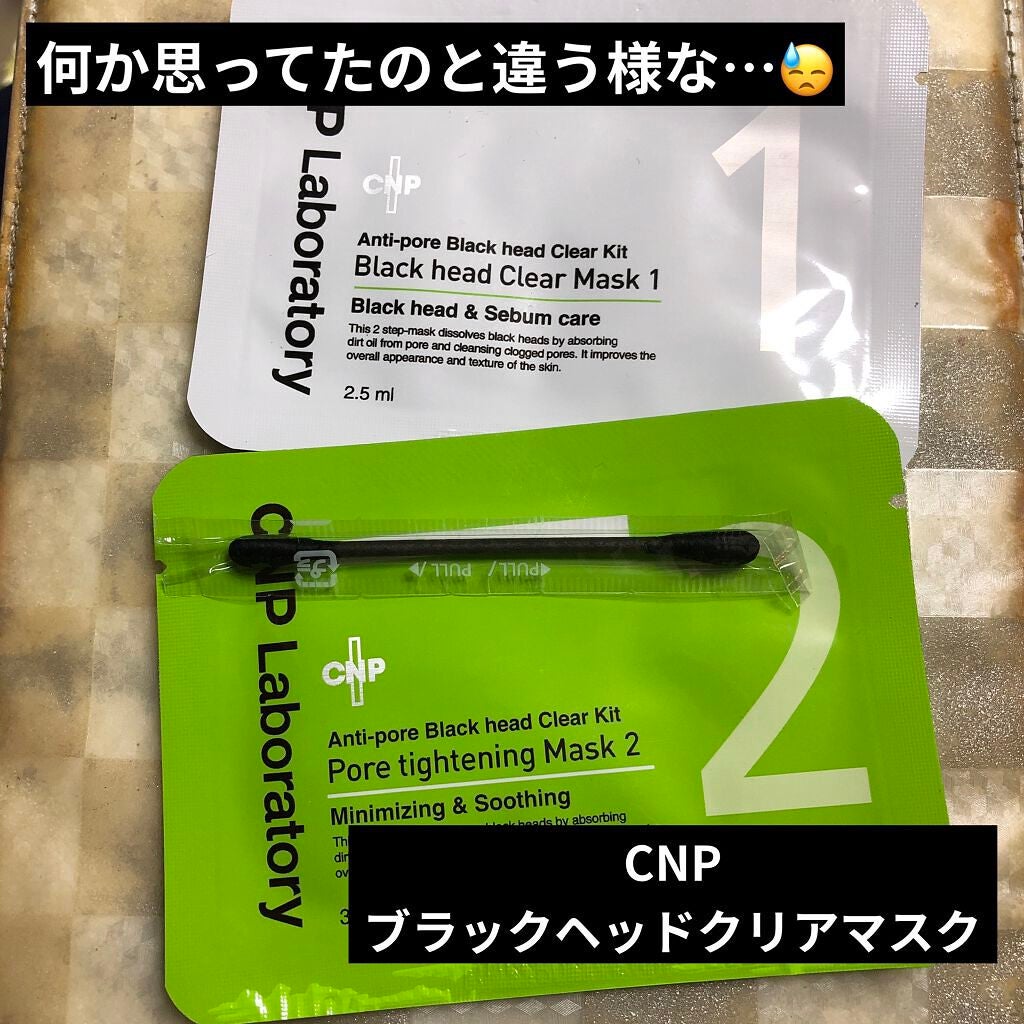 何か思ってたのと違う様な…😓
P Laboratory
1
CNP
Anti-pore Black head Clear Kit
Black head Clear Mask 1
Black head & Sebum care
This 2 step-mask dissolves black heads by absorbing
dirt oil from pore and cleansing clogged pores. It improves the
overall appearance and texture of the skin.
2.5 ml
CNP Laboratory
2
PULL/
PULL/
CNP
Anti-pore Black head Clear Kit
Pore tightening Mask 2
Minimizing & Soothing
heads by absorbing
CNP
ブラックヘッドクリアマスク